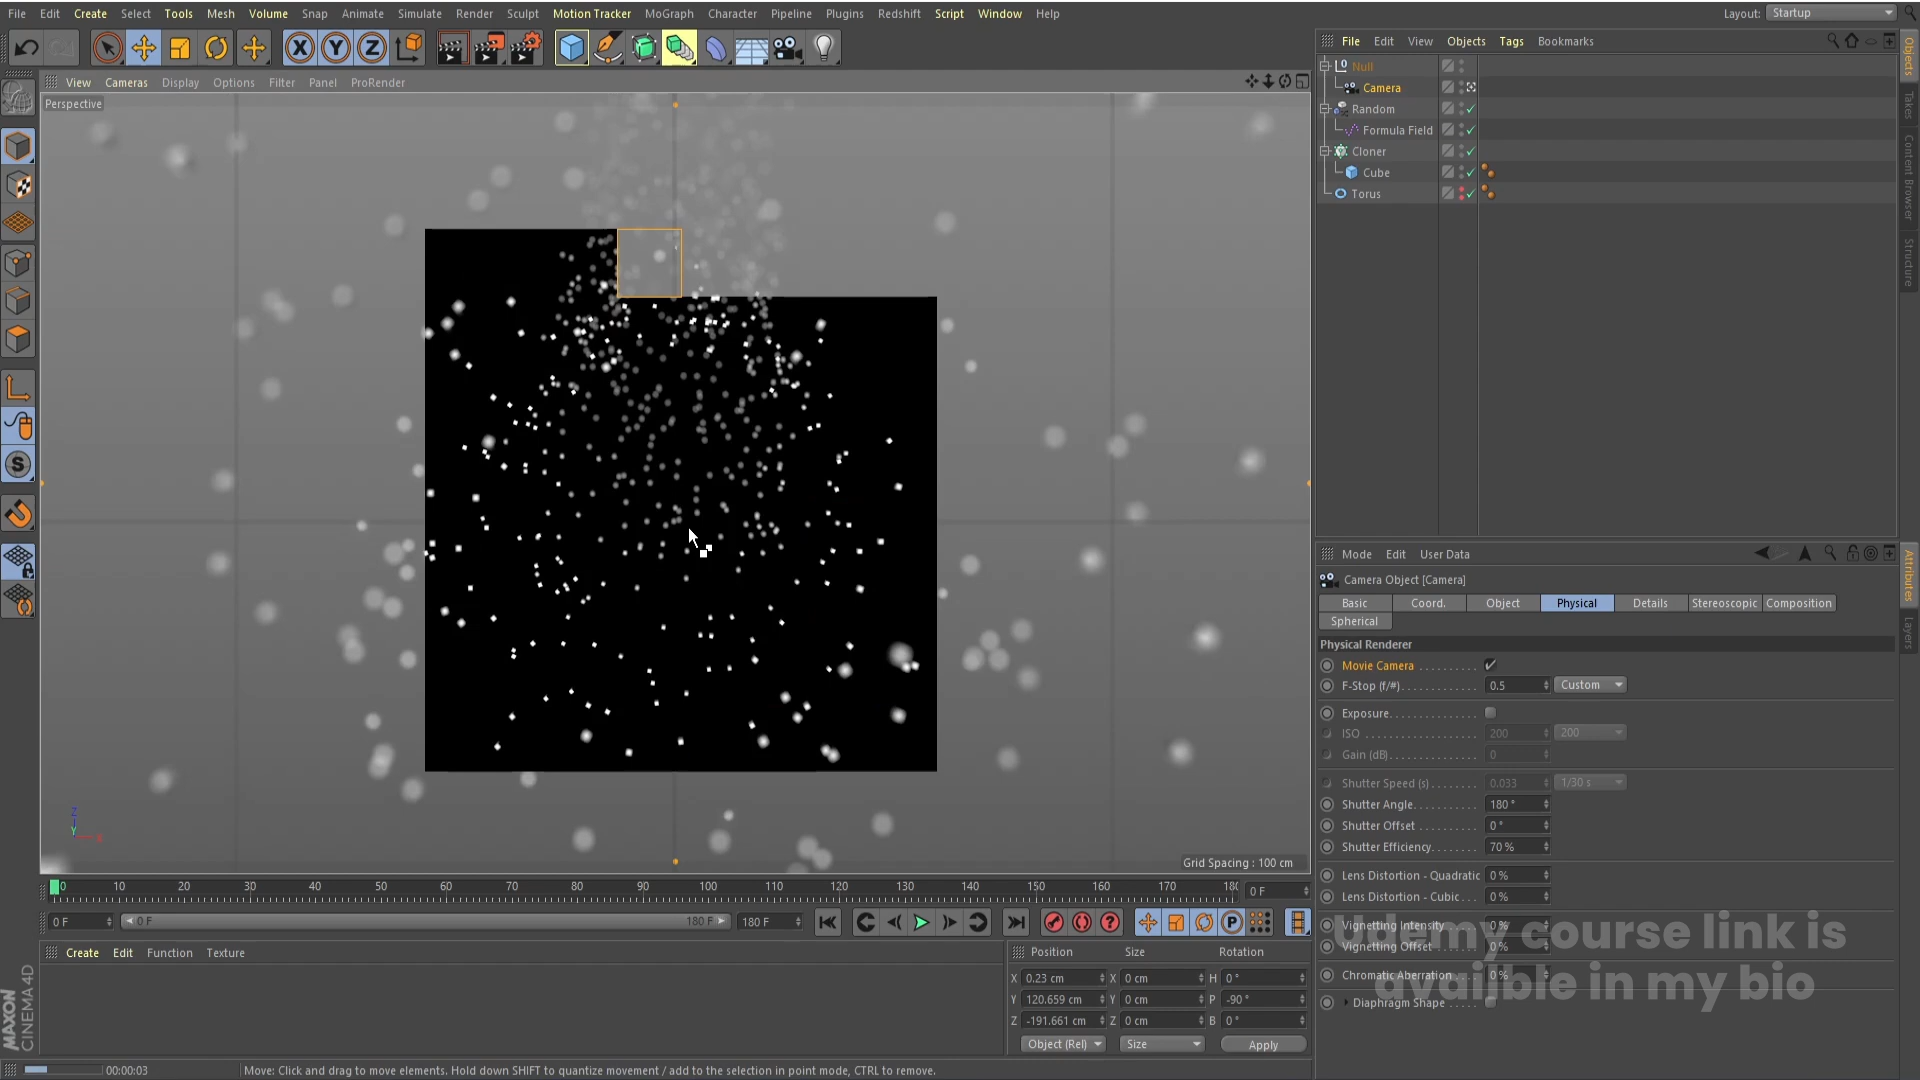 File Edit Create Select Tools Mesh Volume Snap Animate Simulate Render Sculpt Motion Tracker MoGraph Character Pipeline Plugins Redshift Script Window Help Layout: Startup
View Cameras Display Options Filter Panel ProRender
Perspective
Grid Spacing : 100 cm
0 10 20 30 40 50 60 70 80 90 100 110 120 130 140 150 160 170 180 0 F
0 F 0 F 180 F 180 F
Create Edit Function Texture
Position Size Rotation
X 0.23 cm X 0 cm H 0 °
Y 120.659 cm Y 0 cm P -90 °
Z -191.661 cm Z 0 cm B 0 °
Object (Rel) Size Apply
MAXON
CINEMA 4D
00:00:03 Move: Click and drag to move elements. Hold down SHIFT to quantize movement / add to the selection in point mode, CTRL to remove.
File Edit View Objects Tags Bookmarks
Null
Camera
Random
Formula Field
Cloner
Cube
Torus
Objects
Takes
Content Browser
Structure
Mode Edit User Data
Camera Object [Camera]
Basic Coord. Object Physical Details Stereoscopic Composition
Spherical
Physical Renderer
Movie Camera
F-Stop (f/#) 0.5 Custom
Exposure
ISO 200 200
Gain (dB) 0
Shutter Speed (s) 0.033 1/30 s
Shutter Angle 180 °
Shutter Offset 0 °
Shutter Efficiency 70 %
Lens Distortion - Quadratic 0 %
Lens Distortion - Cubic 0 %
Vignetting Intensity 0 %
Vignetting Offset 0 %
Chromatic Aberration 0 %
Diaphragm Shape
Attributes
Layers
Udemy course link is
availble in my bio